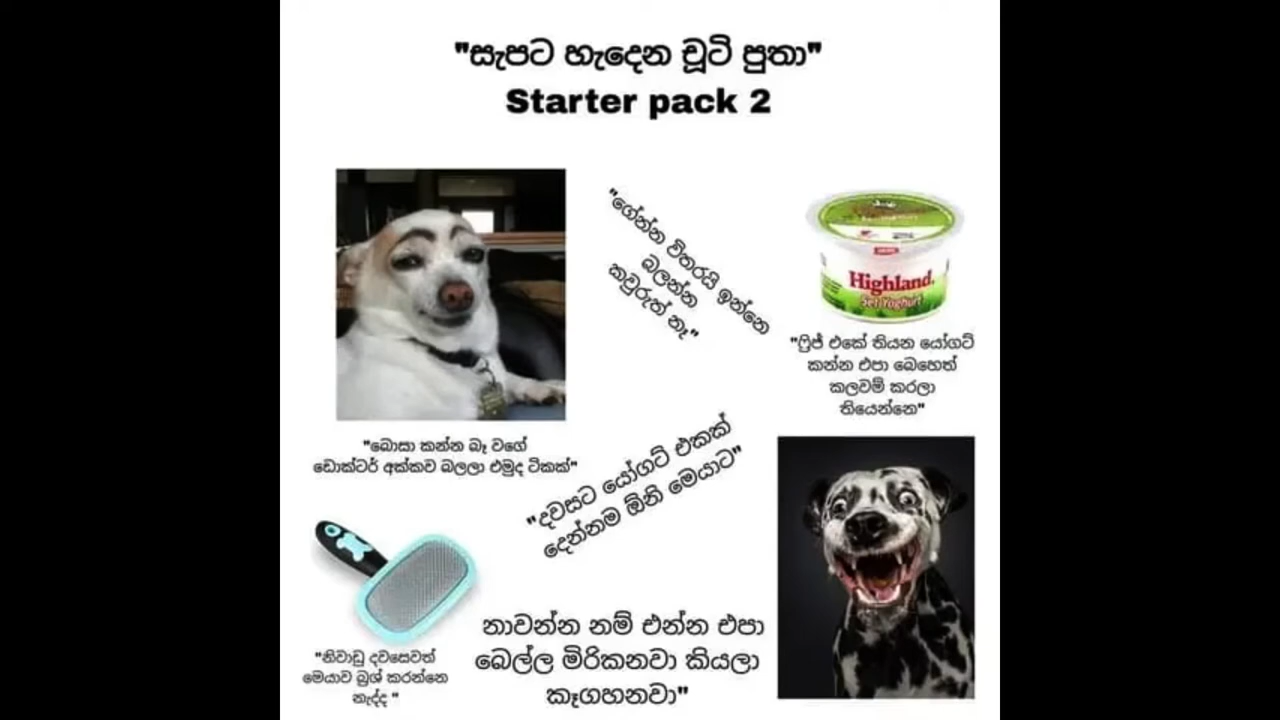 "සැපට හැදෙන චූටි පුතා"
Starter pack 2
"ගේන්න විතරයි ඉන්නෙ
බලන්න
කවුරුත් නෑ"
Highland.
Set Yoghurt
"ෆ්‍රිජ් එකේ තියන යෝගට්
කන්න එපා බෙහෙත්
කලවම් කරලා
තියෙන්නෙ"
"බොසා කන්න බෑ වගේ
ඩොක්ටර් අක්කව බලලා එමුද ටිකක්"
"දවසට යෝගට් එකක්
දෙන්නම ඕනි මෙයාට"
"නිවාඩු දවසෙවත්
මෙයාව බ්‍රශ් කරන්නෙ
නැද්ද "
නාවන්න නම් එන්න එපා
බෙල්ල මිරිකනවා කියලා
කෑගහනවා"